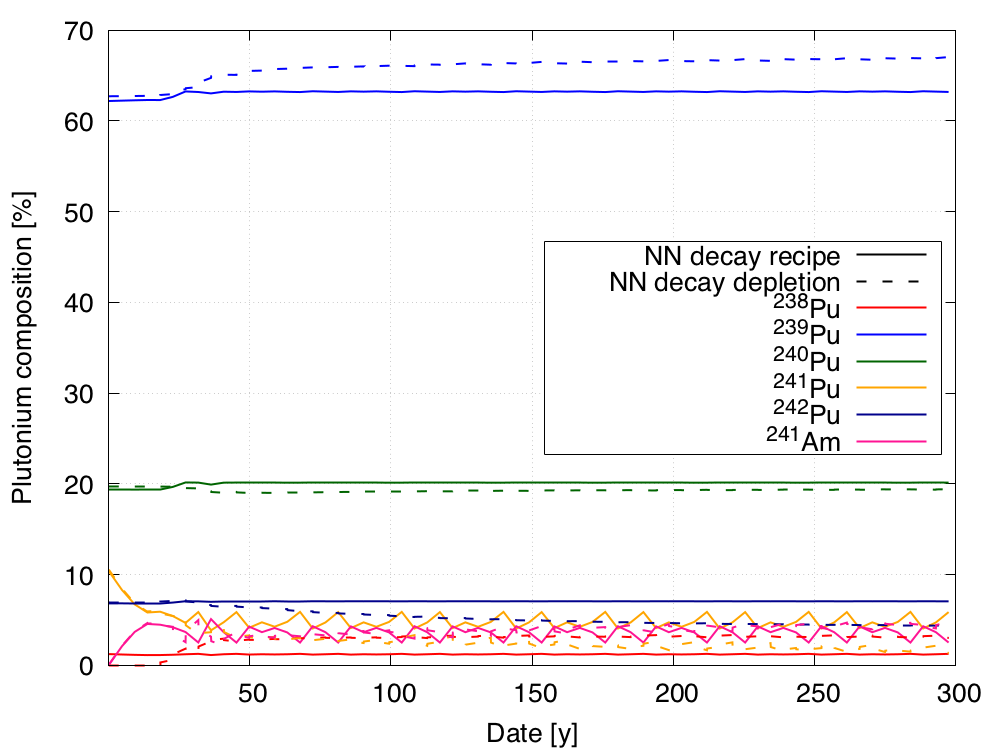 70
60
50
40
30
20
10
0
Plutonium composition [%]
NN decay recipe
NN decay depletion
²³⁸Pu
²³⁹Pu
²⁴⁰Pu
²⁴¹Pu
²⁴²Pu
²⁴¹Am
50 100 150 200 250 300
Date [y]